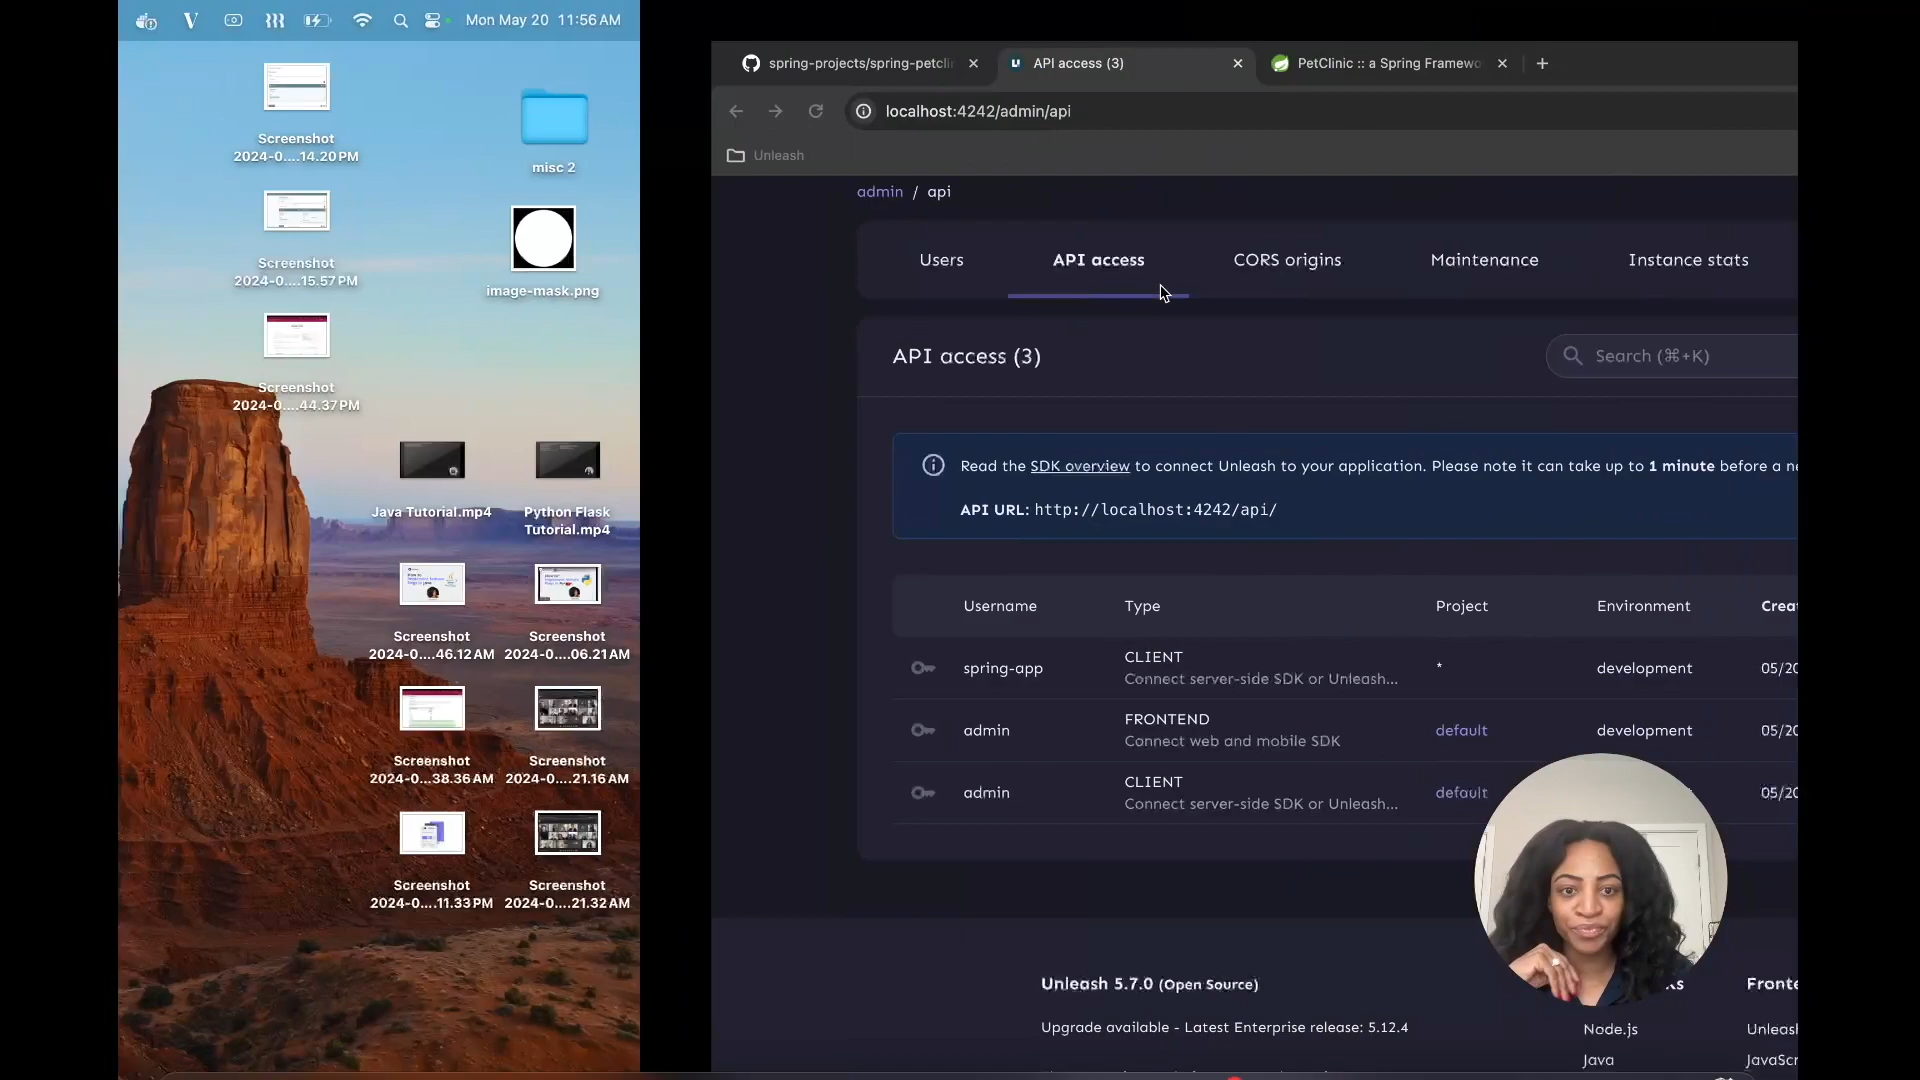 Mon May 20 11:56 AM
Screenshot
2024-0....14.20 PM
misc 2
Screenshot
2024-0....15.57 PM
image-mask.png
Screenshot
2024-0....44.37 PM
Java Tutorial.mp4
Python Flask
Tutorial.mp4
Screenshot
2024-0....46.12 AM
Screenshot
2024-0....06.21 AM
Screenshot
2024-0....38.36 AM
Screenshot
2024-0....21.16 AM
Screenshot
2024-0....11.33 PM
Screenshot
2024-0....21.32 AM
spring-projects/spring-petcli
API access (3)
PetClinic :: a Spring Framewo
localhost:4242/admin/api
Unleash
admin / api
Users API access CORS origins Maintenance Instance stats
API access (3)
Search (⌘+K)
Read the SDK overview to connect Unleash to your application. Please note it can take up to 1 minute before a ne
API URL: http://localhost:4242/api/
Username Type Project Environment Crea
spring-app CLIENT * development 05/20
Connect server-side SDK or Unleash...
admin FRONTEND default development 05/20
Connect web and mobile SDK
admin CLIENT default 05/20
Connect server-side SDK or Unleash...
Unleash 5.7.0 (Open Source)
Upgrade available - Latest Enterprise release: 5.12.4
ks
Node.js
Java
Fronte
Unleash
JavaScr